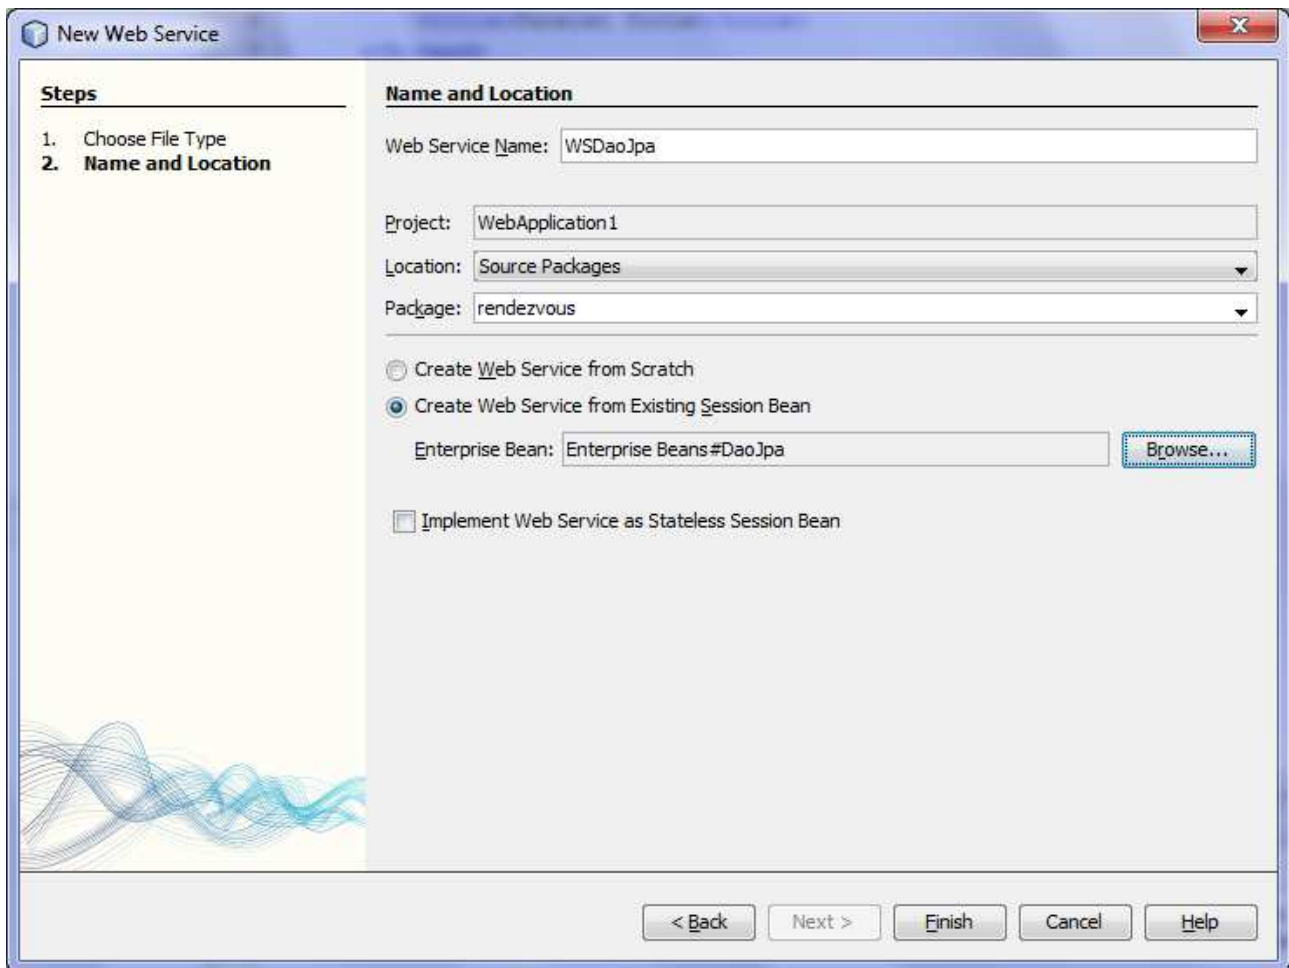 New Web Service
Steps
1. Choose File Type
2. Name and Location
Name and Location
Web Service Name: WSDaoJpa
Project: WebApplication1
Location: Source Packages
Package: rendezvous
Create Web Service from Scratch
Create Web Service from Existing Session Bean
Enterprise Bean: Enterprise Beans#DaoJpa Browse...
Implement Web Service as Stateless Session Bean
< Back Next > Finish Cancel Help